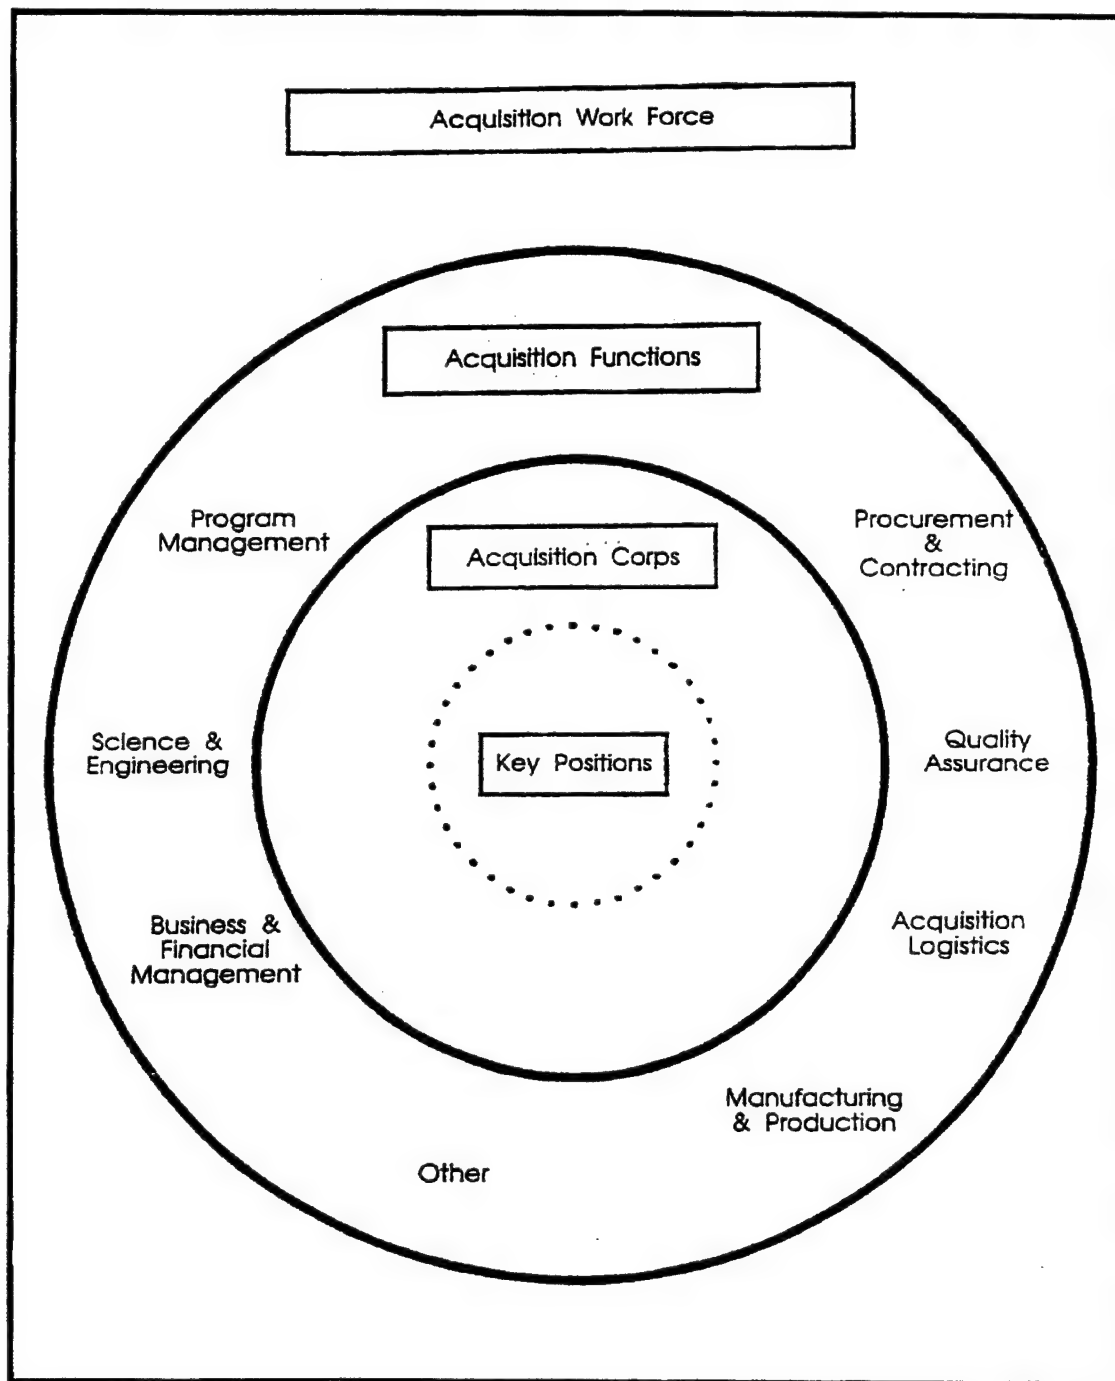 Acquisition Work Force
Acquisition Functions
Program
Management
Procurement
&
Contracting
Acquisition Corps
Science &
Engineering
Key Positions
Quality
Assurance
Business &
Financial
Management
Acquisition
Logistics
Manufacturing
& Production
Other